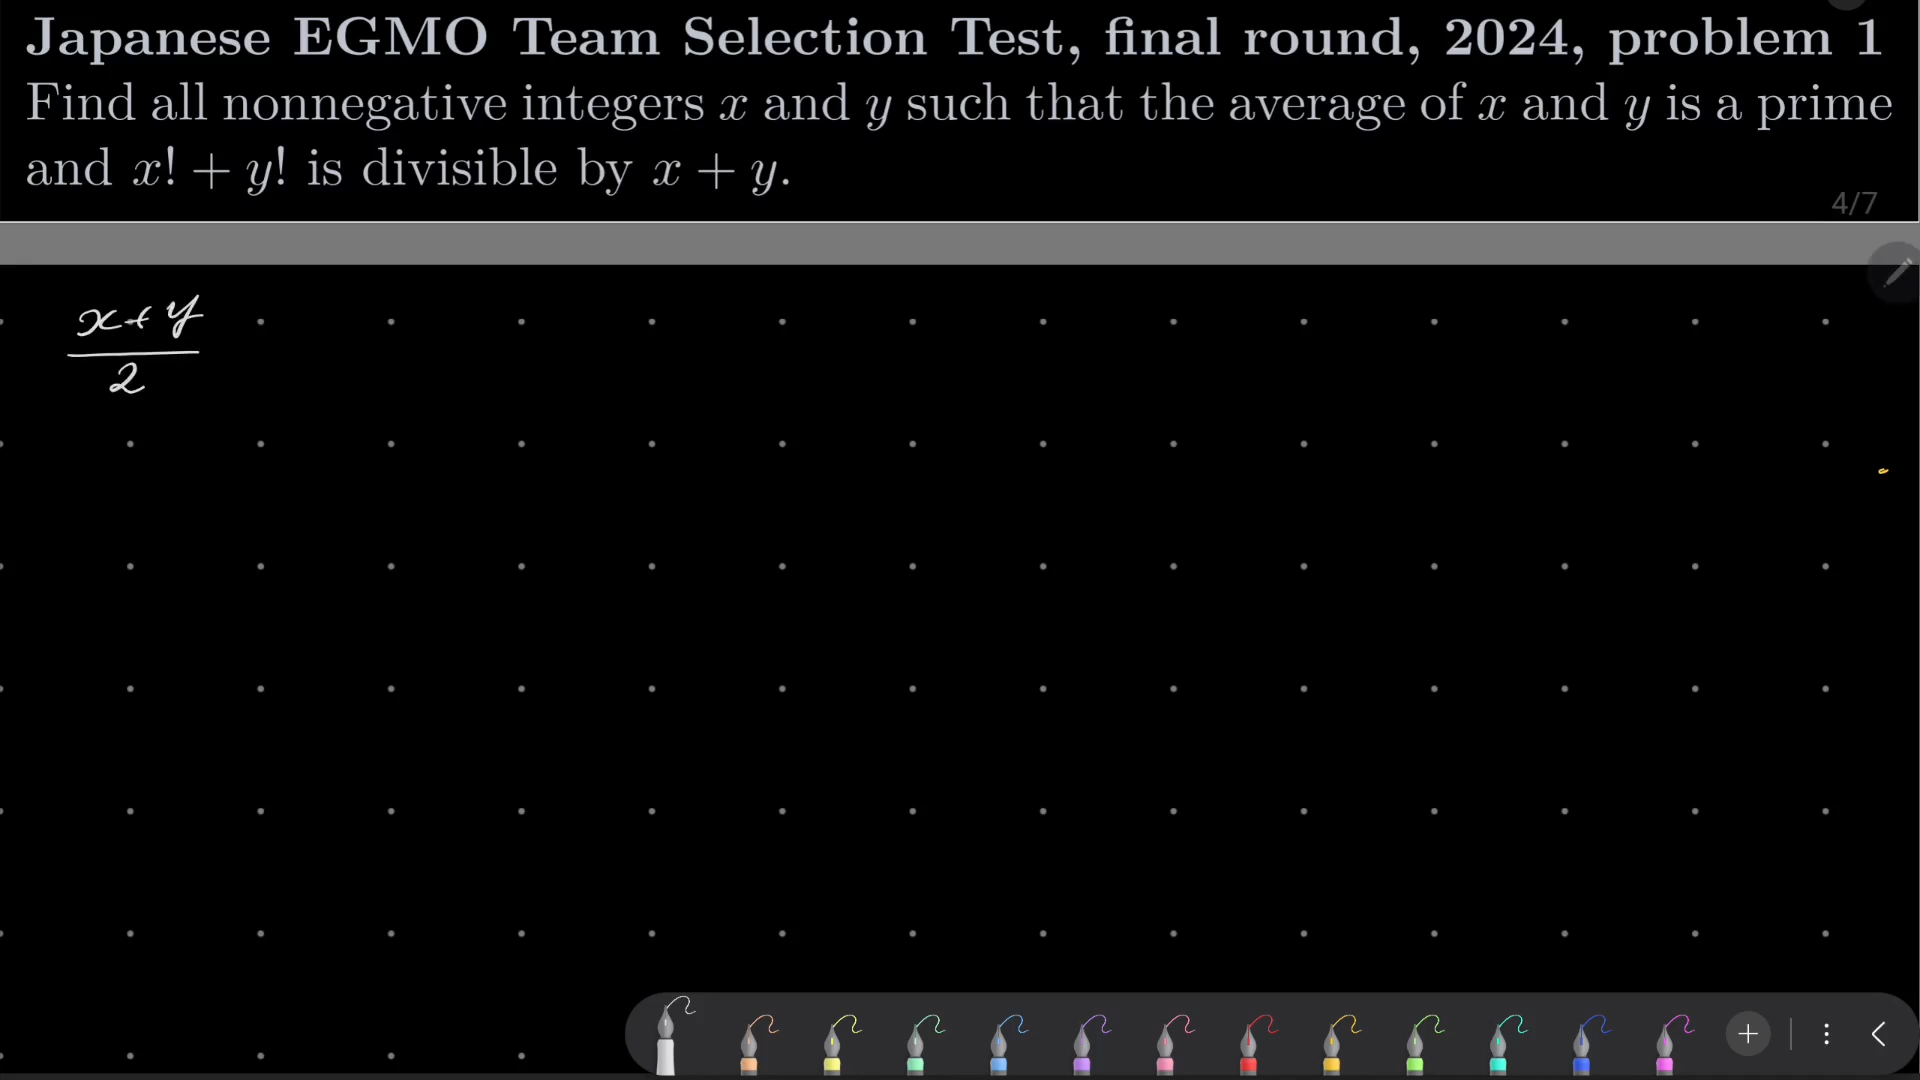 Japanese EGMO Team Selection Test, final round, 2024, problem 1
Find all nonnegative integers x and y such that the average of x and y is a prime
and x! + y! is divisible by x + y.
4/7
x+y
2